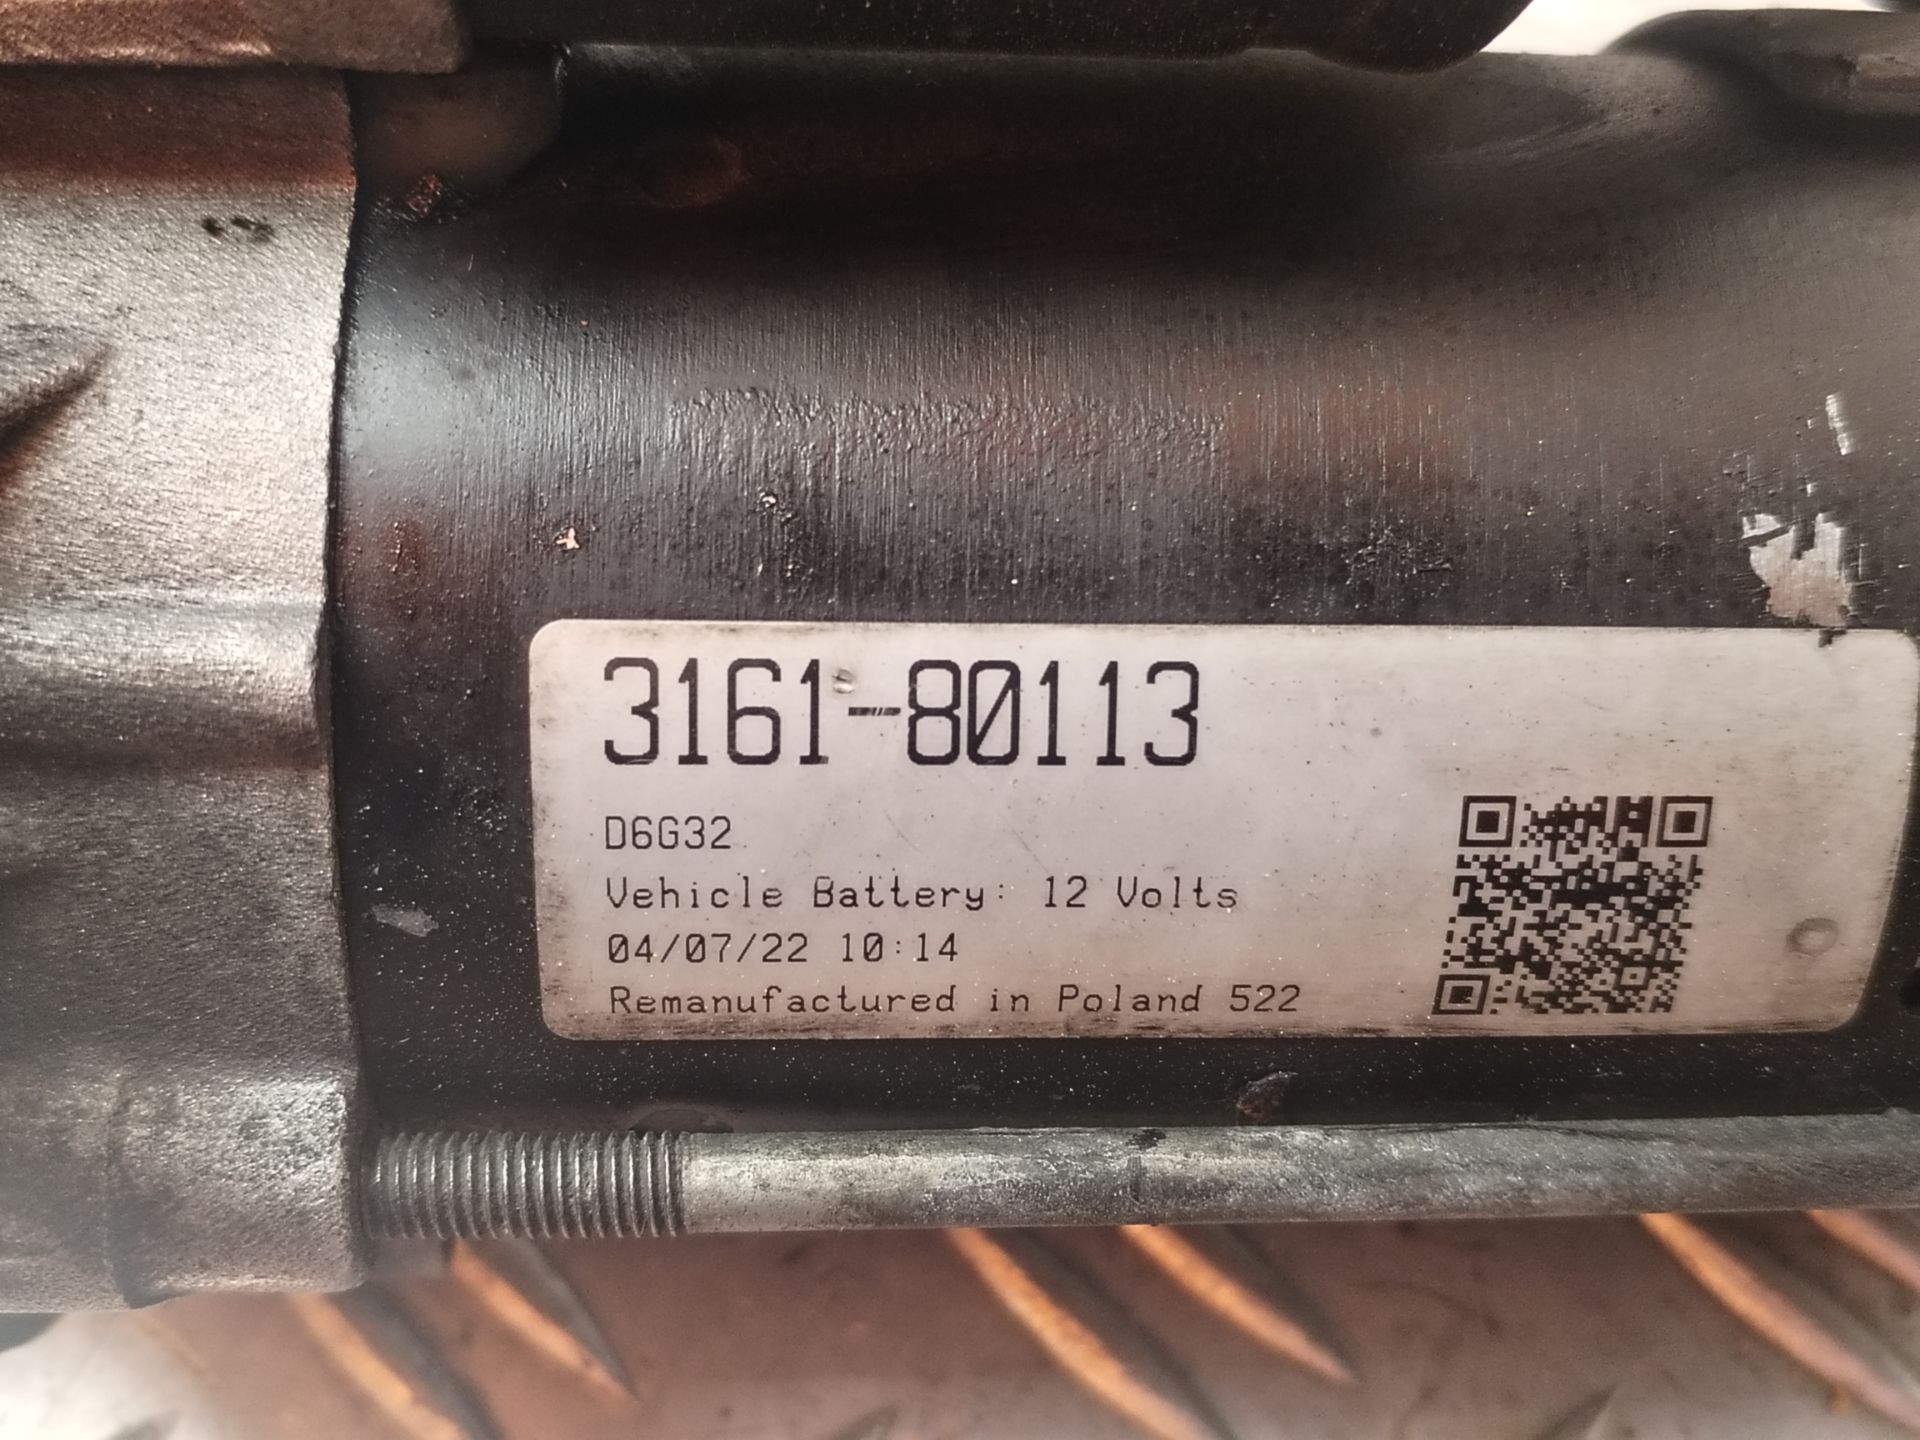 3161-80113
D6G32
Vehicle Battery: 12 Volts
04/07/22 10:14
Remanufactured in Poland 522